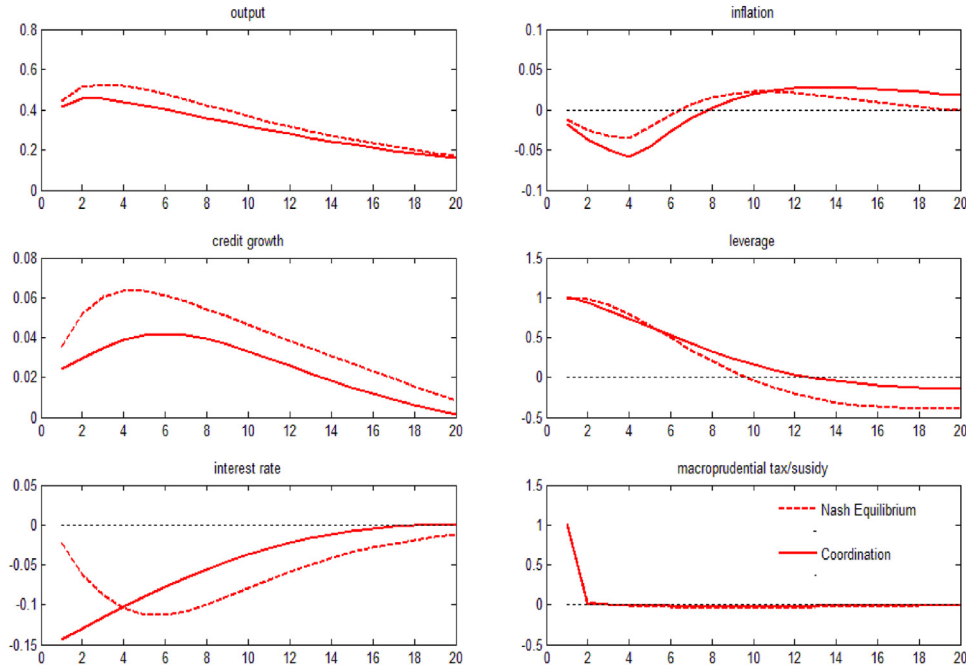 output
0.8
0.6
0.4
0.2
0
0 2 4 6 8 10 12 14 16 18 20
inflation
0.1
0.05
0
-0.05
-0.1
0 2 4 6 8 10 12 14 16 18 20
credit growth
0.08
0.06
0.04
0.02
0
0 2 4 6 8 10 12 14 16 18 20
leverage
1.5
1
0.5
0
-0.5
0 2 4 6 8 10 12 14 16 18 20
interest rate
0.05
0
-0.05
-0.1
-0.15
0 2 4 6 8 10 12 14 16 18 20
macroprudential tax/susidy
1.5
1
0.5
0
-0.5
0 2 4 6 8 10 12 14 16 18 20
Nash Equilibrium
Coordination